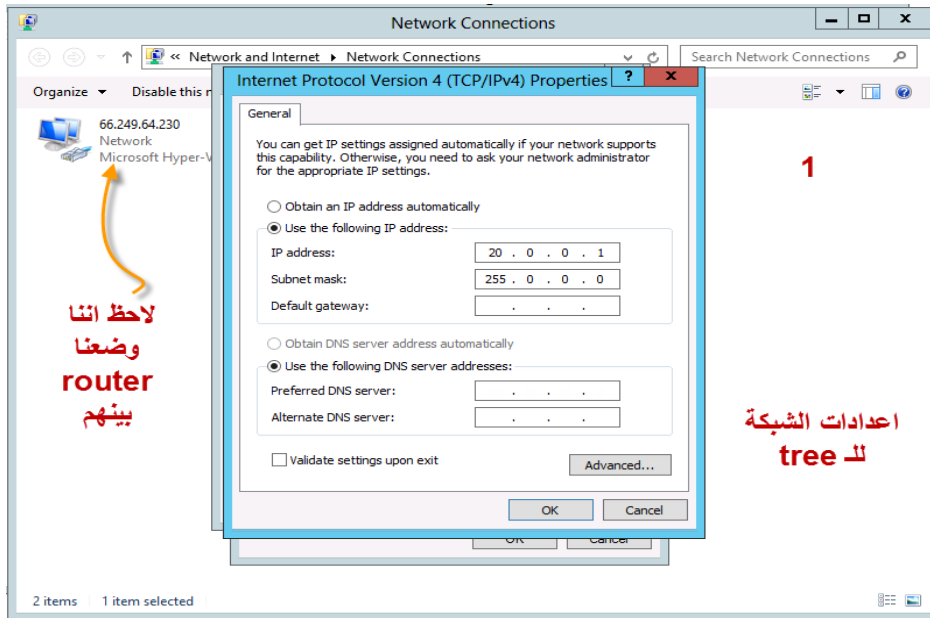 Network Connections
« Network and Internet ▸ Network Connections
Search Network Connections
Organize
Disable this
66.249.64.230
Network
Microsoft Hyper-V
Internet Protocol Version 4 (TCP/IPv4) Properties
General
You can get IP settings assigned automatically if your network supports
this capability. Otherwise, you need to ask your network administrator
for the appropriate IP settings.
Obtain an IP address automatically
Use the following IP address:
IP address: 20 . 0 . 0 . 1
Subnet mask: 255 . 0 . 0 . 0
Default gateway: . . .
Obtain DNS server address automatically
Use the following DNS server addresses:
Preferred DNS server: . . .
Alternate DNS server: . . .
Validate settings upon exit
Advanced...
OK Cancel
OK Cancel
1
لاحظ اننا
وضعنا
router
بينهم
اعدادات الشبكة
للـ tree
2 items 1 item selected